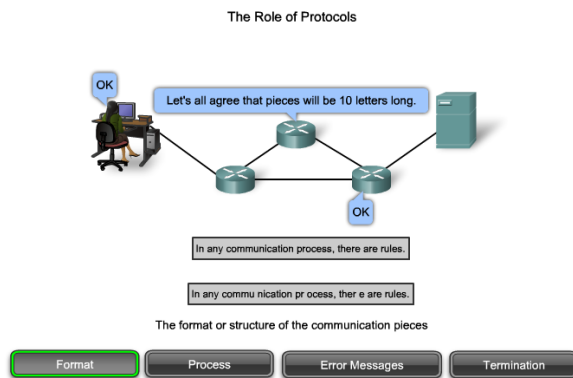 The Role of Protocols
OK
Let's all agree that pieces will be 10 letters long.
OK
In any communication process, there are rules.
In any commu nication pr ocess, ther e are rules.
The format or structure of the communication pieces
Format
Process
Error Messages
Termination